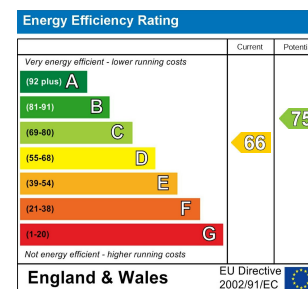 Energy Efficiency Rating
Current Potenti
Very energy efficient - lower running costs
(92 plus) A
(81-91) B
(69-80) C
75
(55-68) D
66
(39-54) E
(21-38) F
(1-20) G
Not energy efficient - higher running costs
England & Wales
EU Directive
2002/91/EC